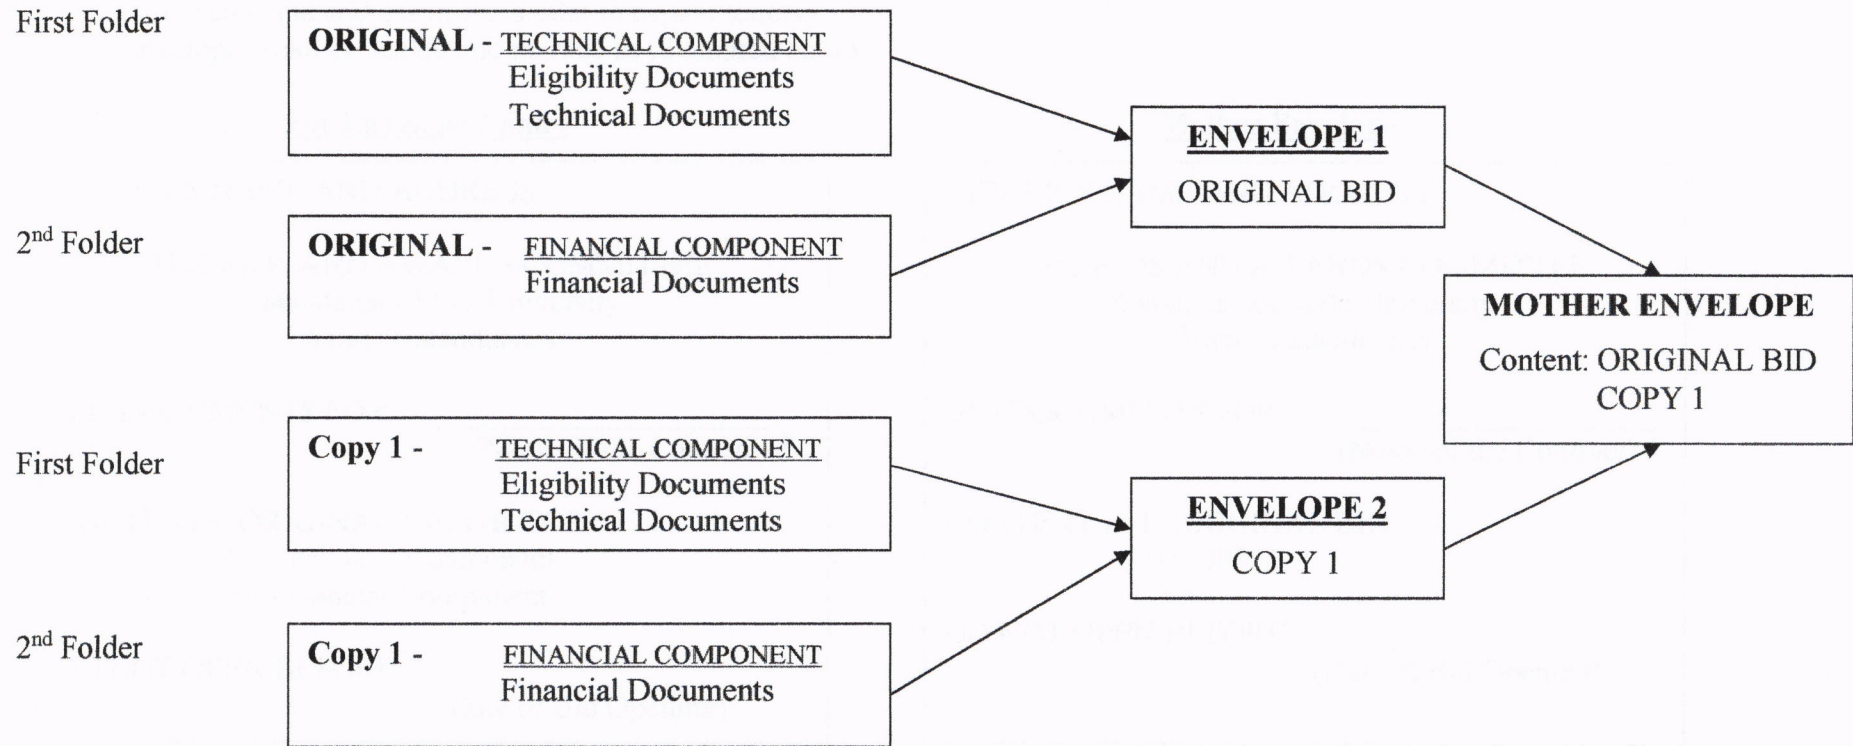 First Folder
ORIGINAL - TECHNICAL COMPONENT
Eligibility Documents
Technical Documents
ENVELOPE 1
ORIGINAL BID
2nd Folder
ORIGINAL - FINANCIAL COMPONENT
Financial Documents
MOTHER ENVELOPE
Content: ORIGINAL BID
COPY 1
First Folder
Copy 1 - TECHNICAL COMPONENT
Eligibility Documents
Technical Documents
ENVELOPE 2
COPY 1
2nd Folder
Copy 1 - FINANCIAL COMPONENT
Financial Documents